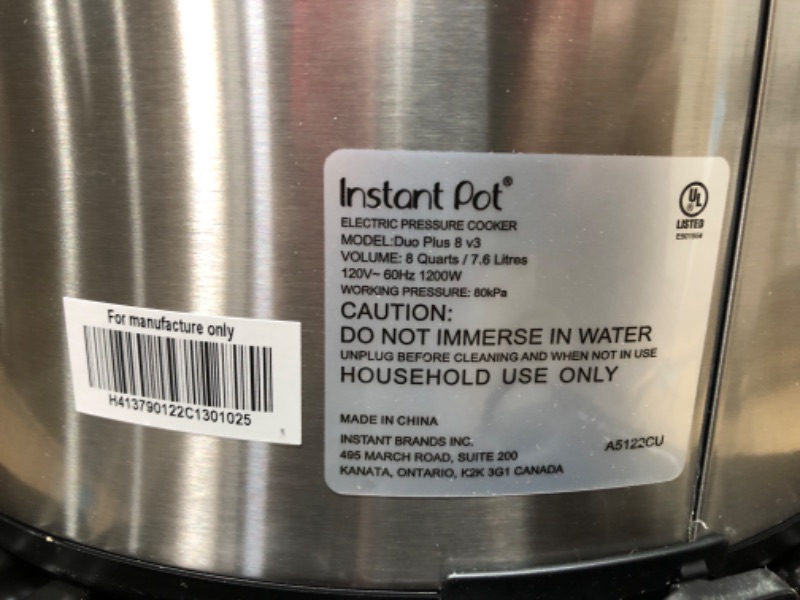 Instant Pot®
ELECTRIC PRESSURE COOKER
MODEL:Duo Plus 8 v3
VOLUME: 8 Quarts / 7.6 Litres
120V~ 60Hz 1200W
WORKING PRESSURE: 80kPa
CAUTION:
DO NOT IMMERSE IN WATER
UNPLUG BEFORE CLEANING AND WHEN NOT IN USE
HOUSEHOLD USE ONLY
MADE IN CHINA
INSTANT BRANDS INC.
495 MARCH ROAD, SUITE 200
KANATA, ONTARIO, K2K 3G1 CANADA
A5122CU
UL
®
LISTED
For manufacture only
H413790122C1301025